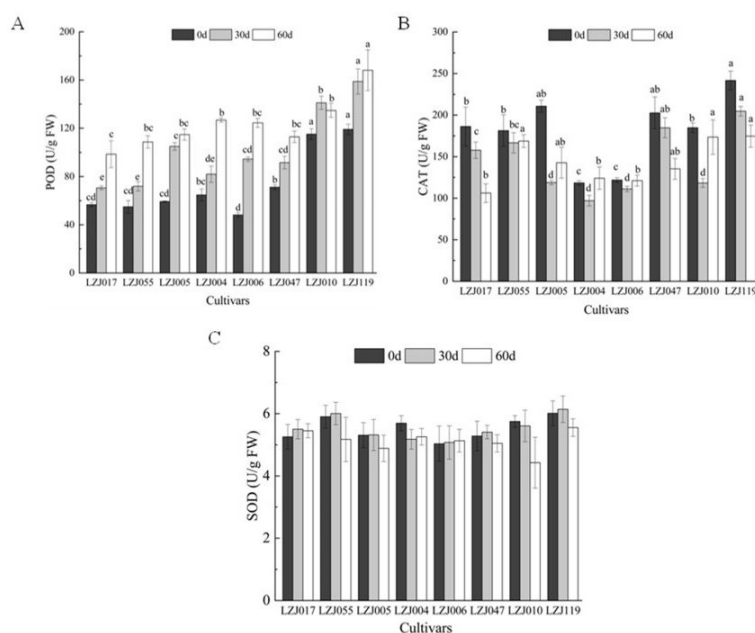 A
0d 30d 60d
200
160
120
80
40
0
POD (U/g FW)
cd e c
cd e bc
cd c bc
bc de b
d cd b
b cd bc
a b b
a a a
LZJ017 LZJ055 LZJ005 LZJ004 LZJ006 LZJ047 LZJ010 LZJ119
Cultivars
B
0d 30d 60d
300
250
200
150
100
50
0
CAT (U/g FW)
b c b
b bc a
ab d ab
c d b
c d b
ab ab ab
b d a
a a a
LZJ017 LZJ055 LZJ005 LZJ004 LZJ006 LZJ047 LZJ010 LZJ119
Cultivars
C
0d 30d 60d
8
6
4
2
0
SOD (U/g FW)
LZJ017 LZJ055 LZJ005 LZJ004 LZJ006 LZJ047 LZJ010 LZJ119
Cultivars